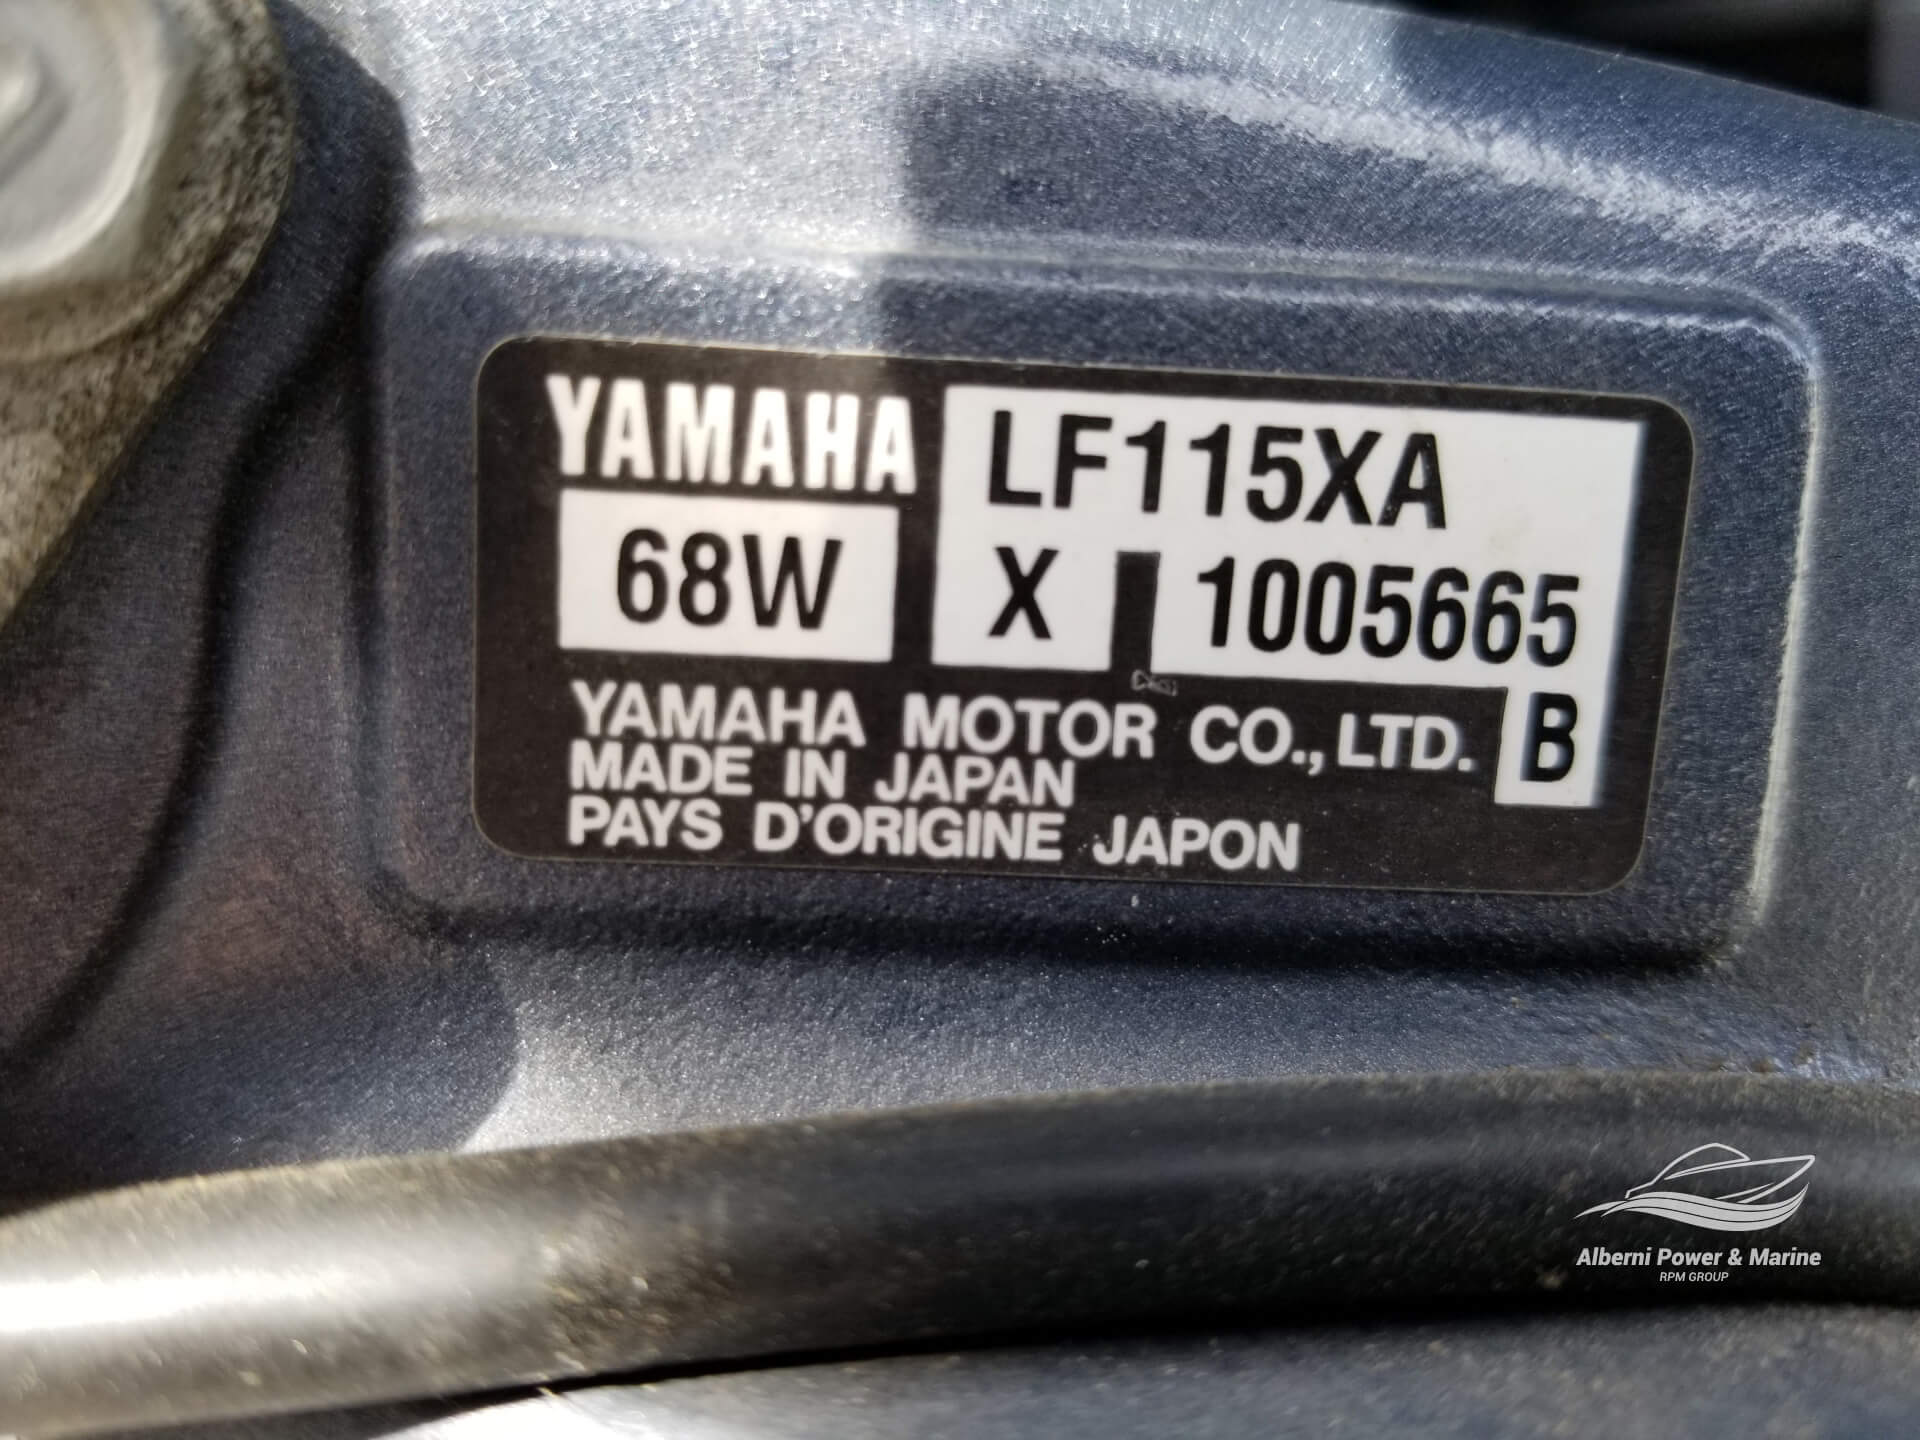 YAMAHA LF115XA
68W X 1005665
YAMAHA MOTOR CO., LTD. B
MADE IN JAPAN
PAYS D'ORIGINE JAPON
Alberni Power & Marine
RPM GROUP